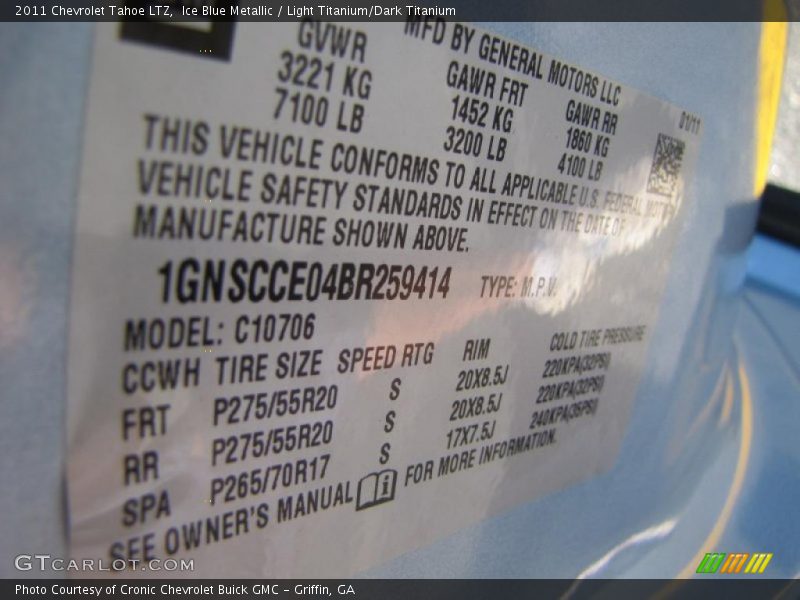 2011 Chevrolet Tahoe LTZ, Ice Blue Metallic / Light Titanium/Dark Titanium
MFD BY GENERAL MOTORS LLC
01/11
GVWR GAWR FRT GAWR RR
3221 KG 1452 KG 1860 KG
7100 LB 3200 LB 4100 LB
THIS VEHICLE CONFORMS TO ALL APPLICABLE U.S. FEDERAL MOTOR
VEHICLE SAFETY STANDARDS IN EFFECT ON THE DATE OF
MANUFACTURE SHOWN ABOVE.
1GNSCCE04BR259414 TYPE: M.P.V.
MODEL: C10706
CCWH TIRE SIZE SPEED RTG RIM COLD TIRE PRESSURE
FRT P275/55R20 S 20X8.5J 220KPA(32PSI)
RR P275/55R20 S 20X8.5J 220KPA(32PSI)
SPA P265/70R17 S 17X7.5J 240KPA(35PSI)
SEE OWNER'S MANUAL FOR MORE INFORMATION.
GTCARLOT.COM
Photo Courtesy of Cronic Chevrolet Buick GMC – Griffin, GA